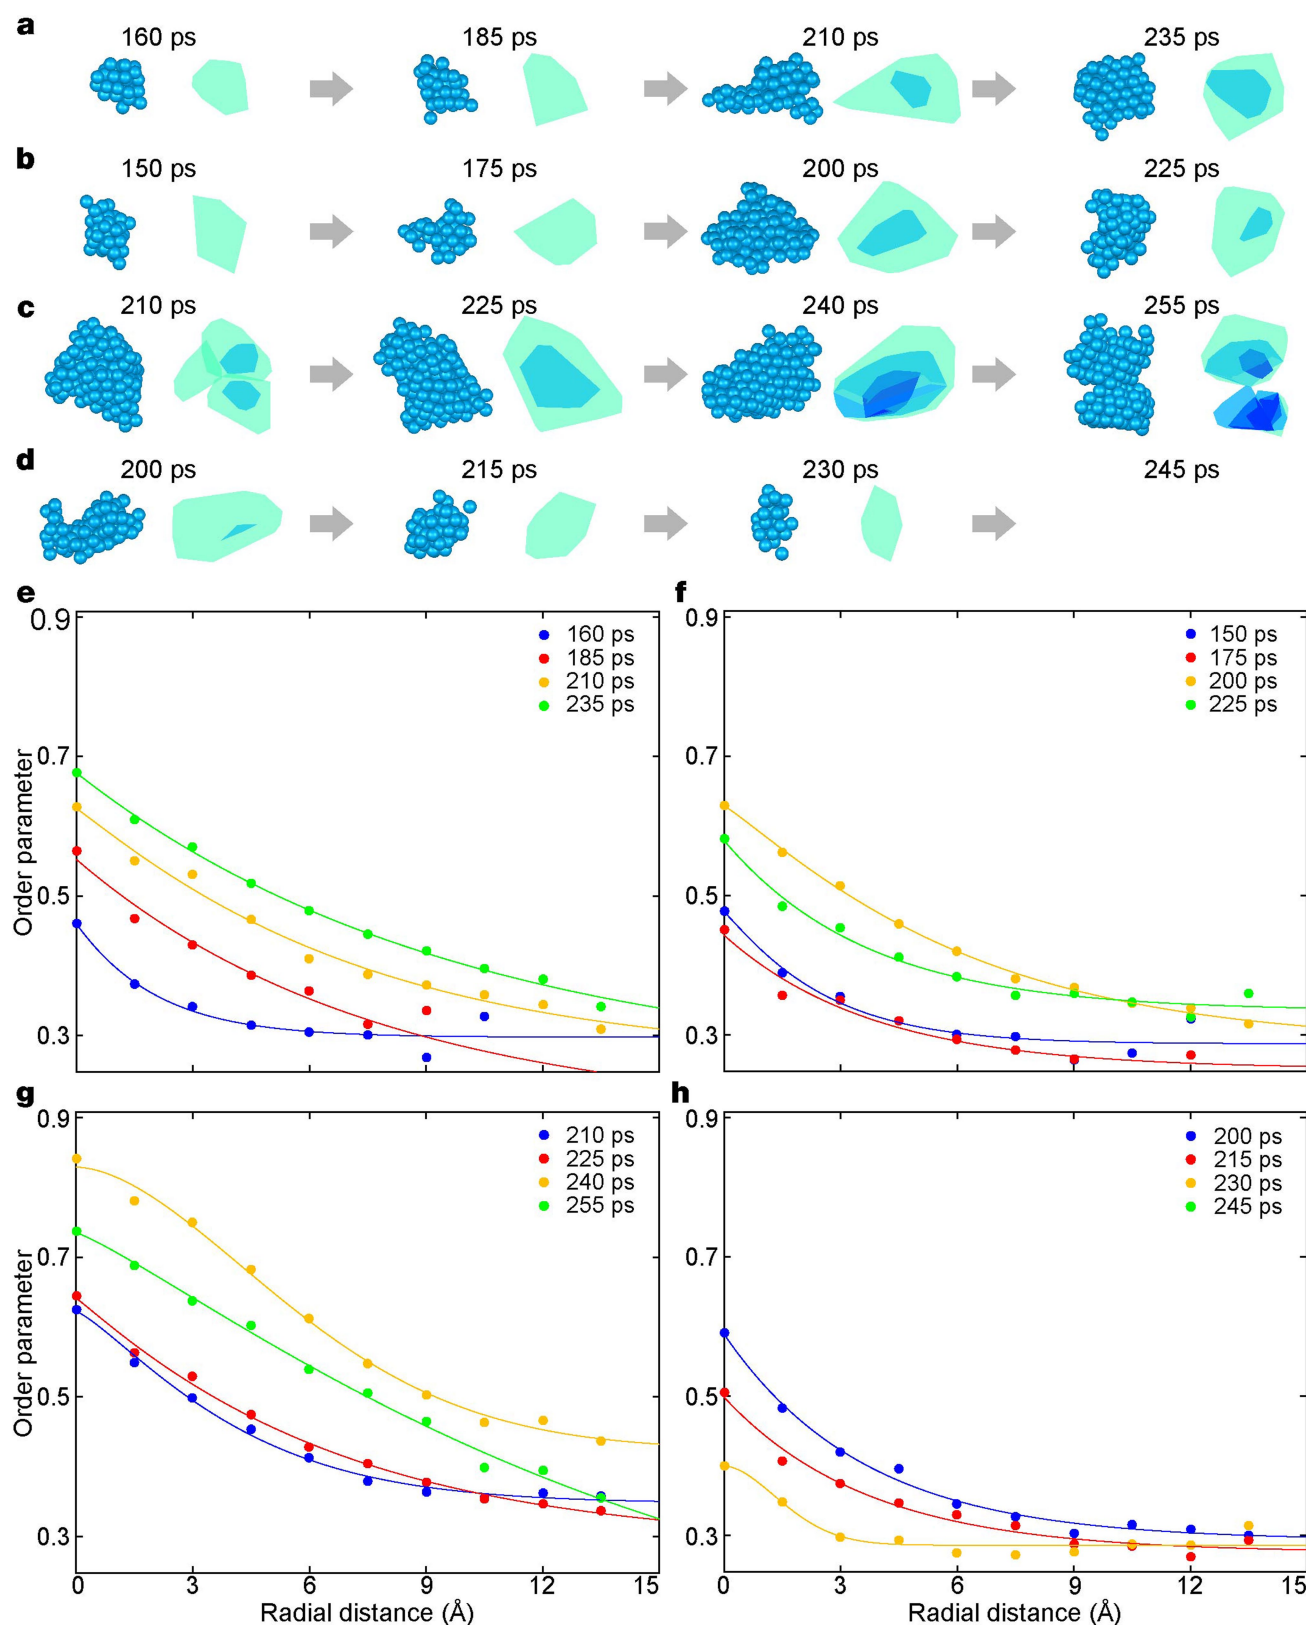 a
160 ps 185 ps 210 ps 235 ps
b
150 ps 175 ps 200 ps 225 ps
c
210 ps 225 ps 240 ps 255 ps
d
200 ps 215 ps 230 ps 245 ps
e
0.9
0.7
0.5
0.3
Order parameter
160 ps
185 ps
210 ps
235 ps
f
0.9
0.7
0.5
0.3
150 ps
175 ps
200 ps
225 ps
g
0.9
0.7
0.5
0.3
Order parameter
210 ps
225 ps
240 ps
255 ps
0 3 6 9 12 15
Radial distance (Å)
h
0.9
0.7
0.5
0.3
200 ps
215 ps
230 ps
245 ps
0 3 6 9 12 15
Radial distance (Å)